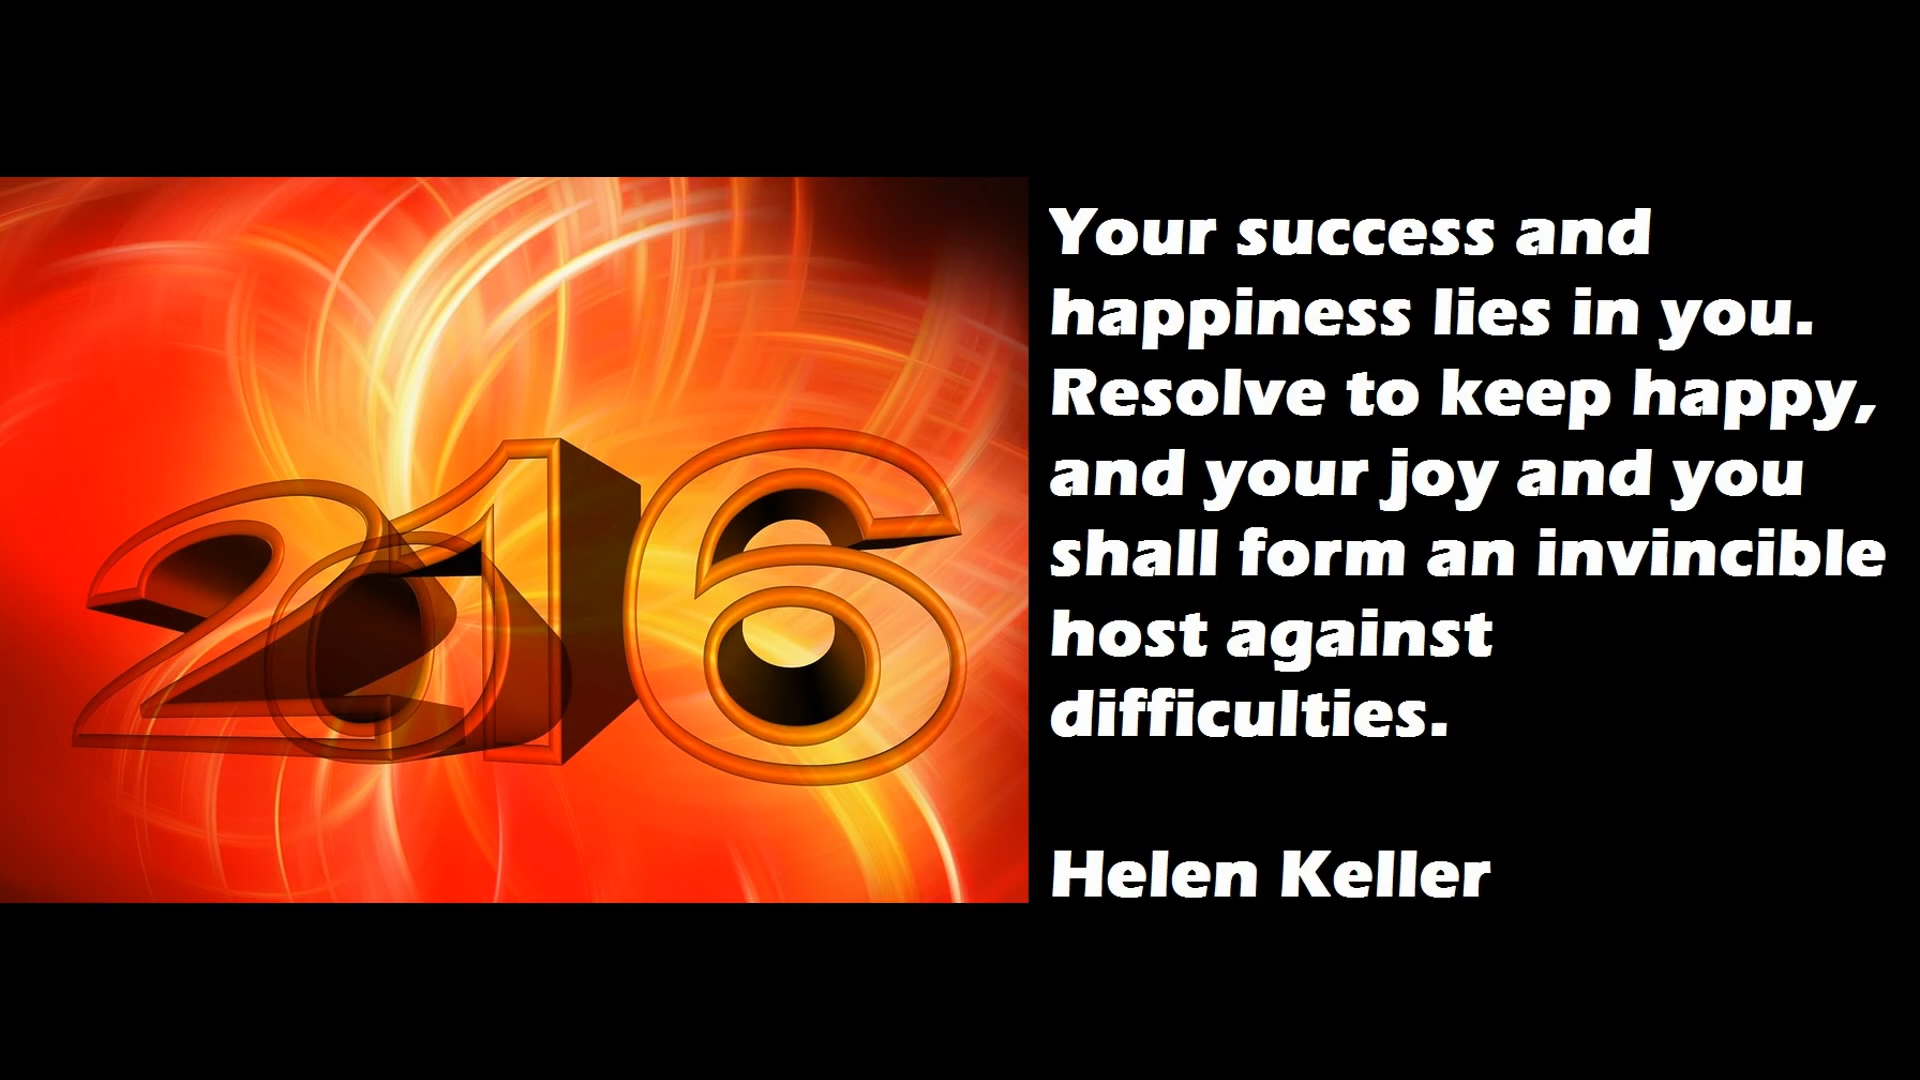 2016
Your success and
happiness lies in you.
Resolve to keep happy,
and your joy and you
shall form an invincible
host against
difficulties.
Helen Keller